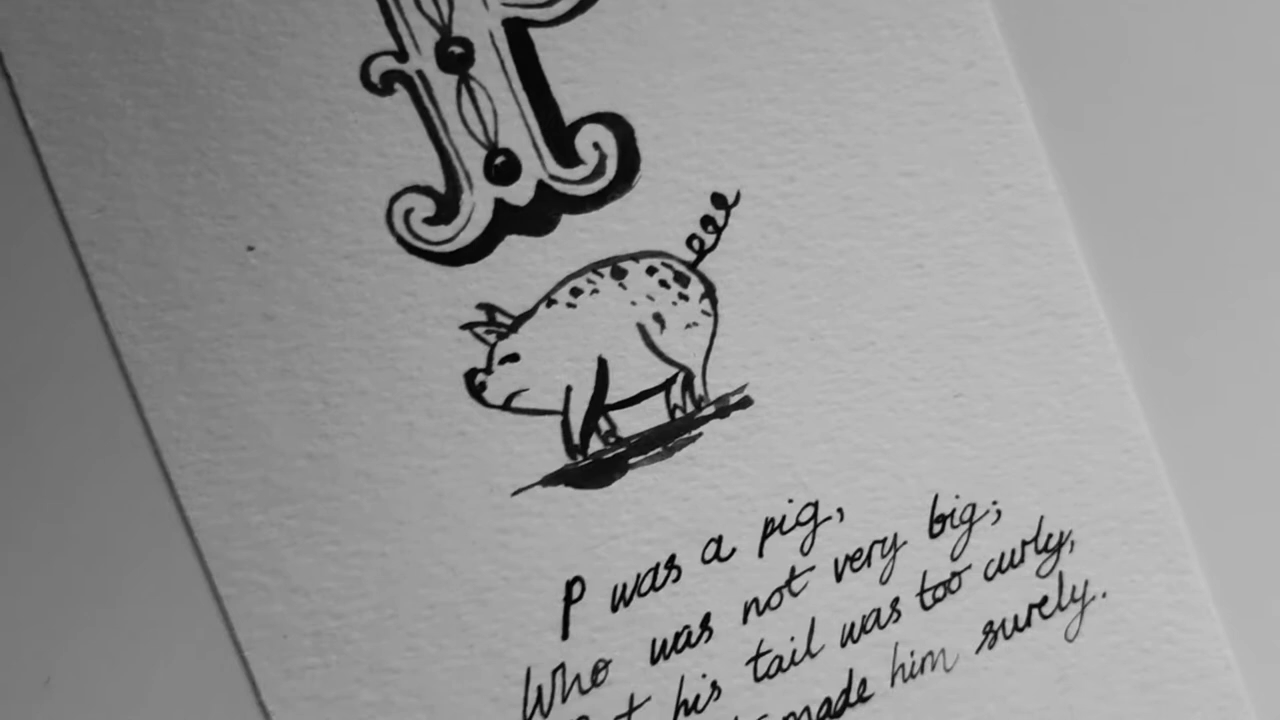 P was a pig,
Who was not very big;
his tail was too curly,
made him surely.